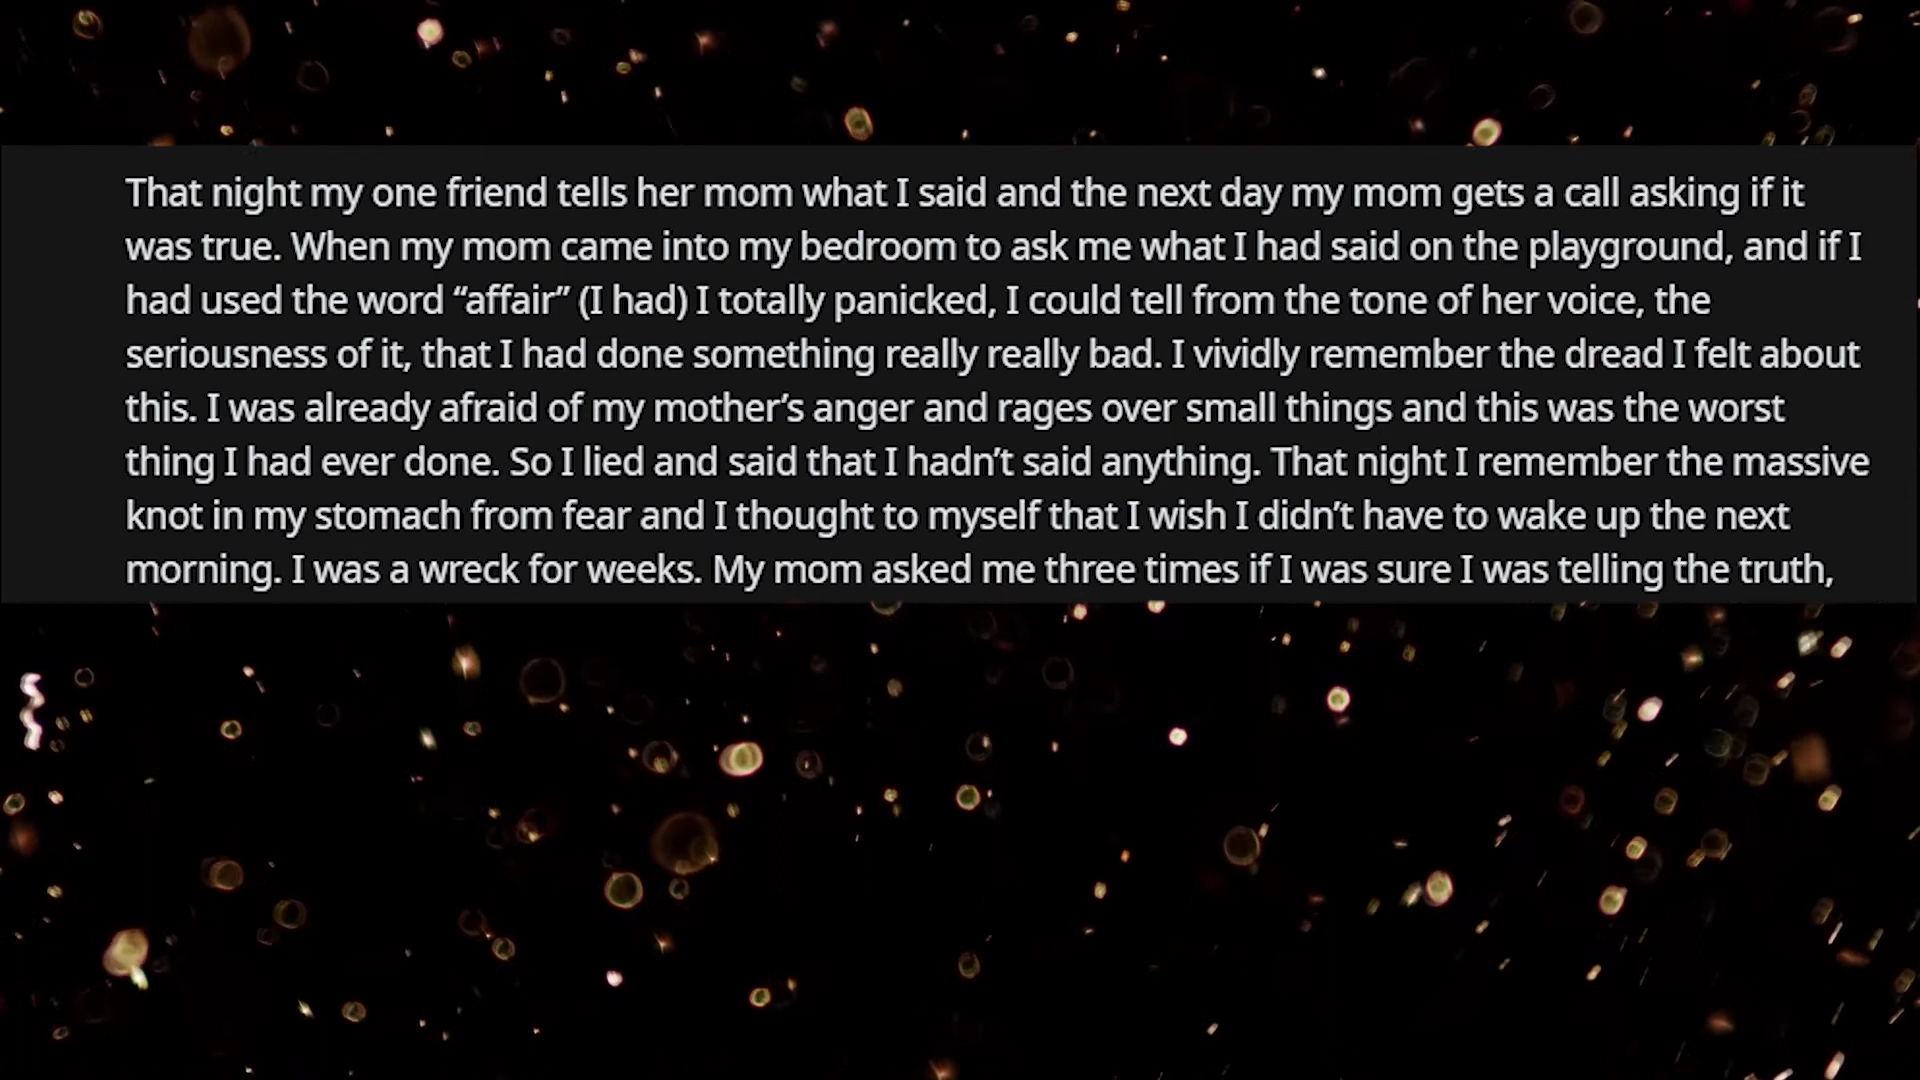 That night my one friend tells her mom what I said and the next day my mom gets a call asking if it
was true. When my mom came into my bedroom to ask me what I had said on the playground, and if I
had used the word “affair” (I had) I totally panicked, I could tell from the tone of her voice, the
seriousness of it, that I had done something really really bad. I vividly remember the dread I felt about
this. I was already afraid of my mother’s anger and rages over small things and this was the worst
thing I had ever done. So I lied and said that I hadn’t said anything. That night I remember the massive
knot in my stomach from fear and I thought to myself that I wish I didn’t have to wake up the next
morning. I was a wreck for weeks. My mom asked me three times if I was sure I was telling the truth,